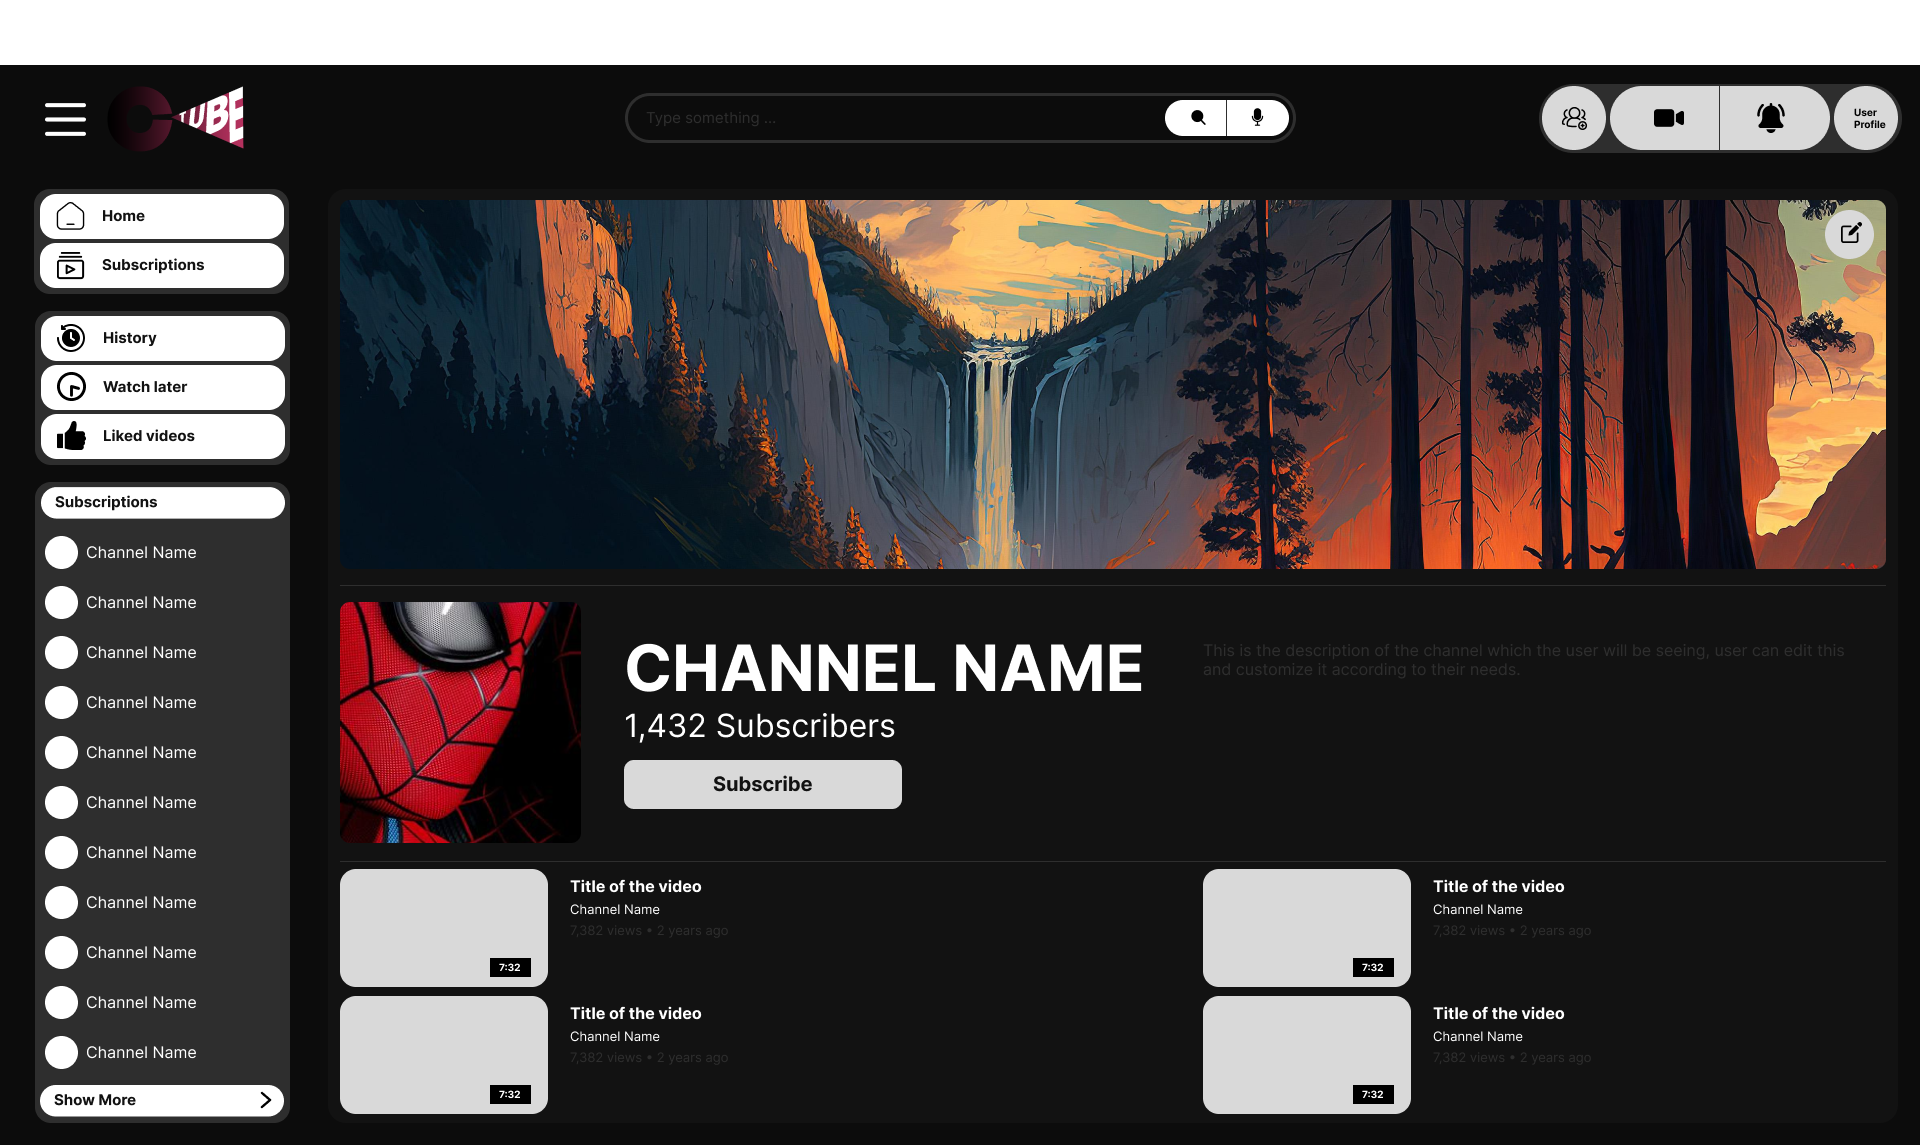 TUBE
Type something ...
User
Profile
Home
Subscriptions
History
Watch later
Liked videos
Subscriptions
Channel Name
Channel Name
Channel Name
Channel Name
Channel Name
Channel Name
Channel Name
Channel Name
Channel Name
Channel Name
Channel Name
Show More
CHANNEL NAME
1,432 Subscribers
Subscribe
This is the description of the channel which the user will be seeing, user can edit this
and customize it according to their needs.
7:32
Title of the video
Channel Name
7,382 views • 2 years ago
7:32
Title of the video
Channel Name
7,382 views • 2 years ago
7:32
Title of the video
Channel Name
7,382 views • 2 years ago
7:32
Title of the video
Channel Name
7,382 views • 2 years ago